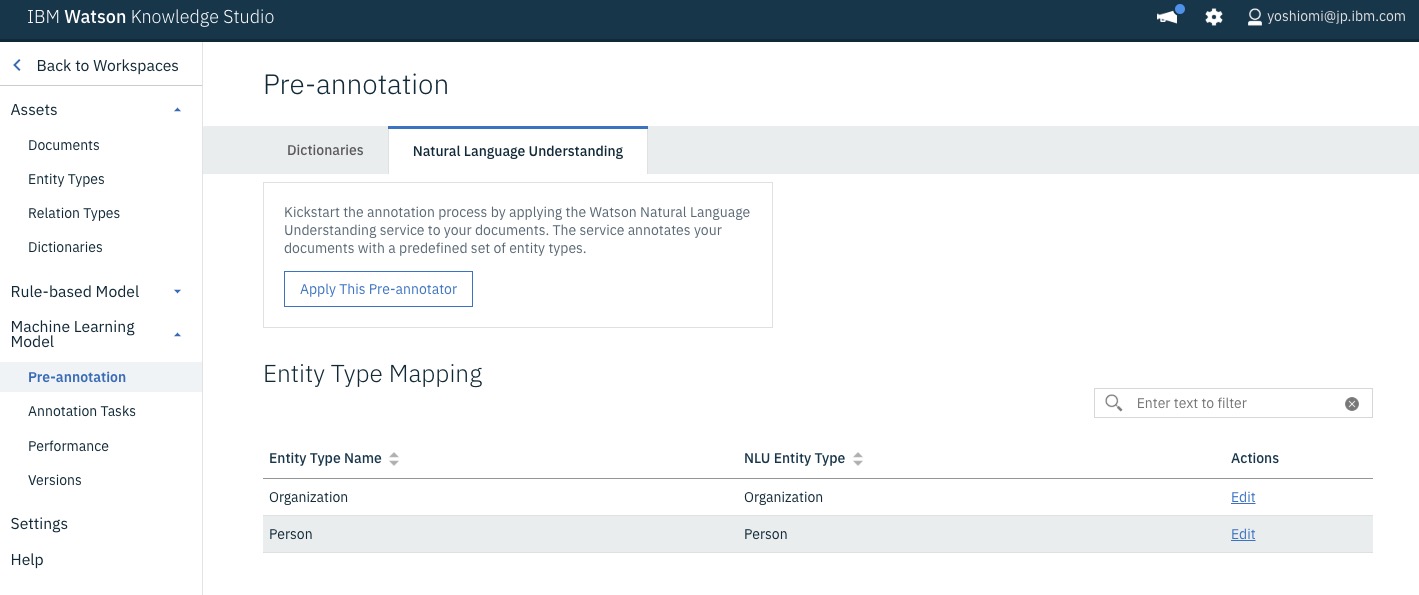 IBM Watson Knowledge Studio
yoshiomi@jp.ibm.com
Back to Workspaces
Assets
Documents
Entity Types
Relation Types
Dictionaries
Rule-based Model
Machine Learning
Model
Pre-annotation
Annotation Tasks
Performance
Versions
Settings
Help
Pre-annotation
Dictionaries
Natural Language Understanding
Kickstart the annotation process by applying the Watson Natural Language
Understanding service to your documents. The service annotates your
documents with a predefined set of entity types.
Apply This Pre-annotator
Entity Type Mapping
Enter text to filter
Entity Type Name NLU Entity Type Actions
Organization Organization Edit
Person Person Edit